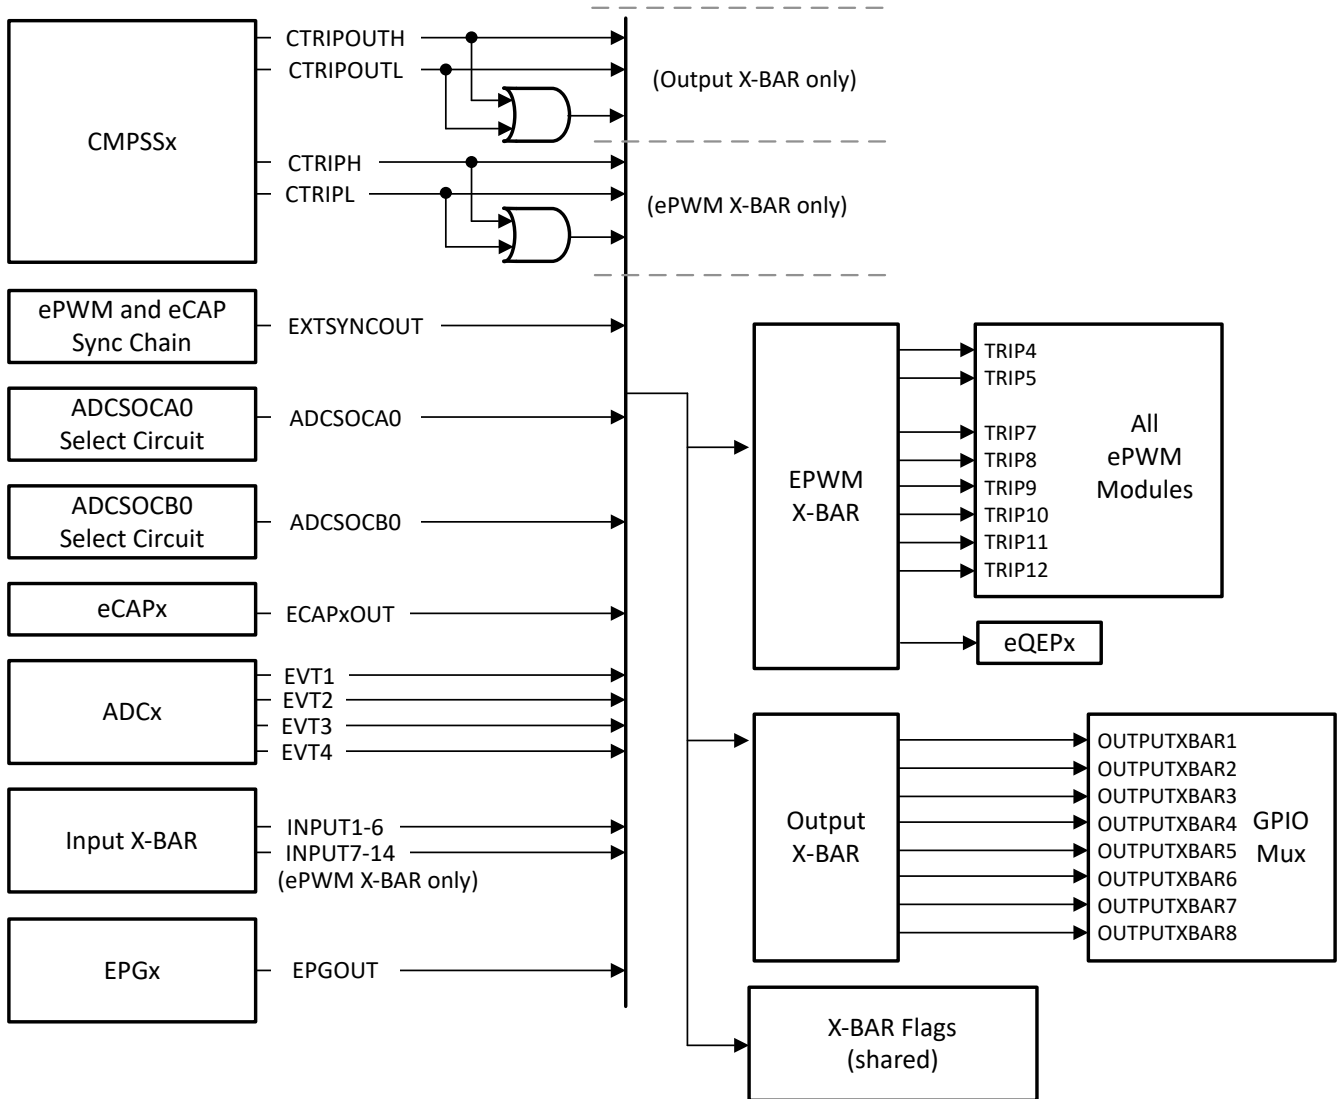 CTRIPOUTH
CTRIPOUTL
(Output X-BAR only)
CMPSSx
CTRIPH
CTRIPL
(ePWM X-BAR only)
ePWM and eCAP
Sync Chain
EXTSYNCOUT
ADCSOCA0
Select Circuit
ADCSOCA0
ADCSOCB0
Select Circuit
ADCSOCB0
eCAPx
ECAPxOUT
ADCx
EVT1
EVT2
EVT3
EVT4
Input X-BAR
INPUT1-6
INPUT7-14
(ePWM X-BAR only)
EPGx
EPGOUT
EPWM
X-BAR
TRIP4
TRIP5
TRIP7
TRIP8
TRIP9
TRIP10
TRIP11
TRIP12
All
ePWM
Modules
eQEPx
Output
X-BAR
OUTPUTXBAR1
OUTPUTXBAR2
OUTPUTXBAR3
OUTPUTXBAR4
OUTPUTXBAR5
OUTPUTXBAR6
OUTPUTXBAR7
OUTPUTXBAR8
GPIO
Mux
X-BAR Flags
(shared)